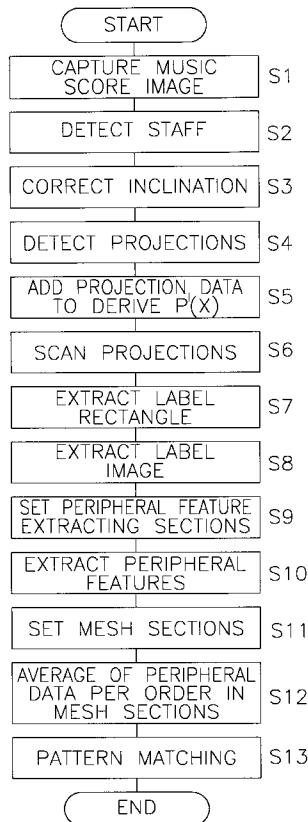 START
CAPTURE MUSIC
SCORE IMAGE
S1
DETECT STAFF
S2
CORRECT INCLINATION
S3
DETECT PROJECTIONS
S4
ADD PROJECTION DATA
TO DERIVE P'(X)
S5
SCAN PROJECTIONS
S6
EXTRACT LABEL
RECTANGLE
S7
EXTRACT LABEL
IMAGE
S8
SET PERIPHERAL FEATURE
EXTRACTING SECTIONS
S9
EXTRACT PERIPHERAL
FEATURES
S10
SET MESH SECTIONS
S11
AVERAGE OF PERIPHERAL
DATA PER ORDER IN
MESH SECTIONS
S12
PATTERN MATCHING
S13
END